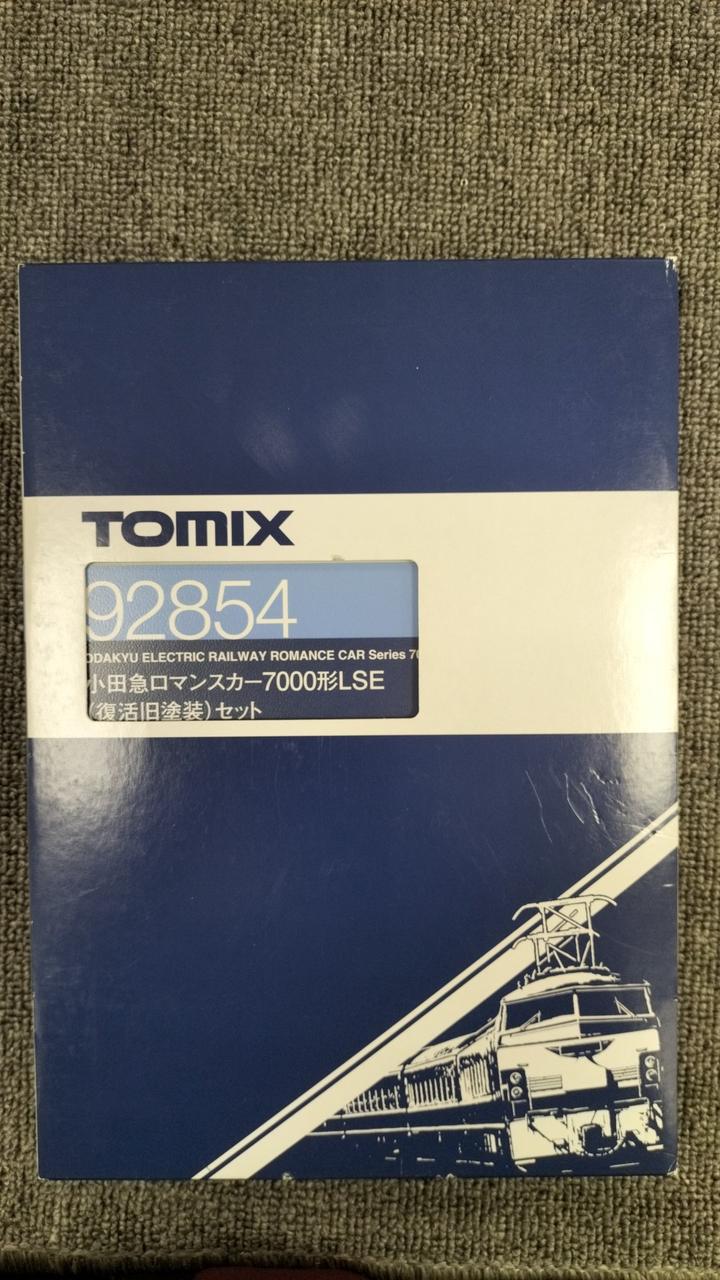 TOMIX
92854
ODAKYU ELECTRIC RAILWAY ROMANCE CAR Series 70
小田急ロマンスカー7000形LSE
(復活旧塗装)セット